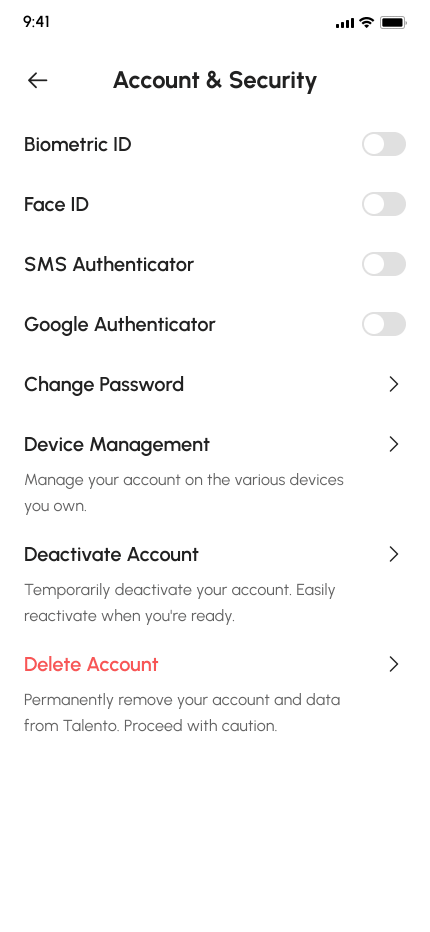 9:41
Account & Security
Biometric ID
Face ID
SMS Authenticator
Google Authenticator
Change Password
Device Management
Manage your account on the various devices
you own.
Deactivate Account
Temporarily deactivate your account. Easily
reactivate when you're ready.
Delete Account
Permanently remove your account and data
from Talento. Proceed with caution.